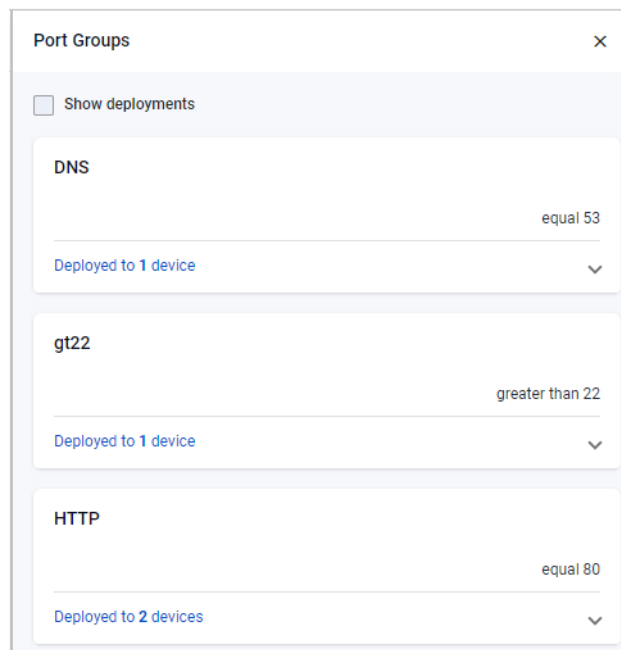 Port Groups
Show deployments
DNS
equal 53
Deployed to 1 device
gt22
greater than 22
Deployed to 1 device
HTTP
equal 80
Deployed to 2 devices